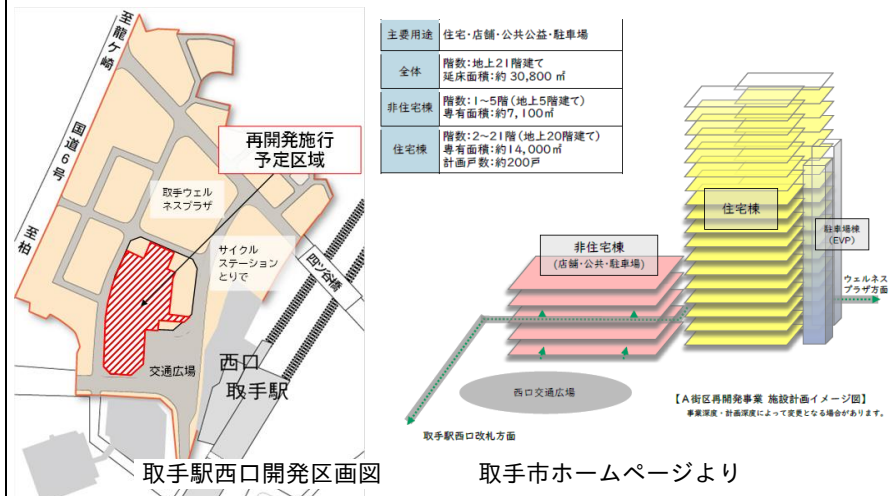 至龍ケ崎
国道6号
至柏
再開発施行
予定区域
取手ウェル
ネスプラザ
サイクル
ステーション
とりで
四ツ谷橋
交通広場
西口
取手駅
主要用途
住宅・店舗・公共公益・駐車場
全体
階数:地上21階建て
延床面積:約 30,800 ㎡
非住宅棟
階数:1~5階(地上5階建て)
専有面積:約7,100㎡
住宅棟
階数:2~21階(地上20階建て)
専有面積:約14,000㎡
計画戸数:約200戸
住宅棟
非住宅棟
(店舗・公共・駐車場)
駐車場棟
(EVP)
ウェルネス
プラザ方面
西口交通広場
取手駅西口改札方面
【A街区再開発事業 施設計画イメージ図】
事業深度・計画深度によって変更となる場合があります。
取手駅西口開発区画図
取手市ホームページより